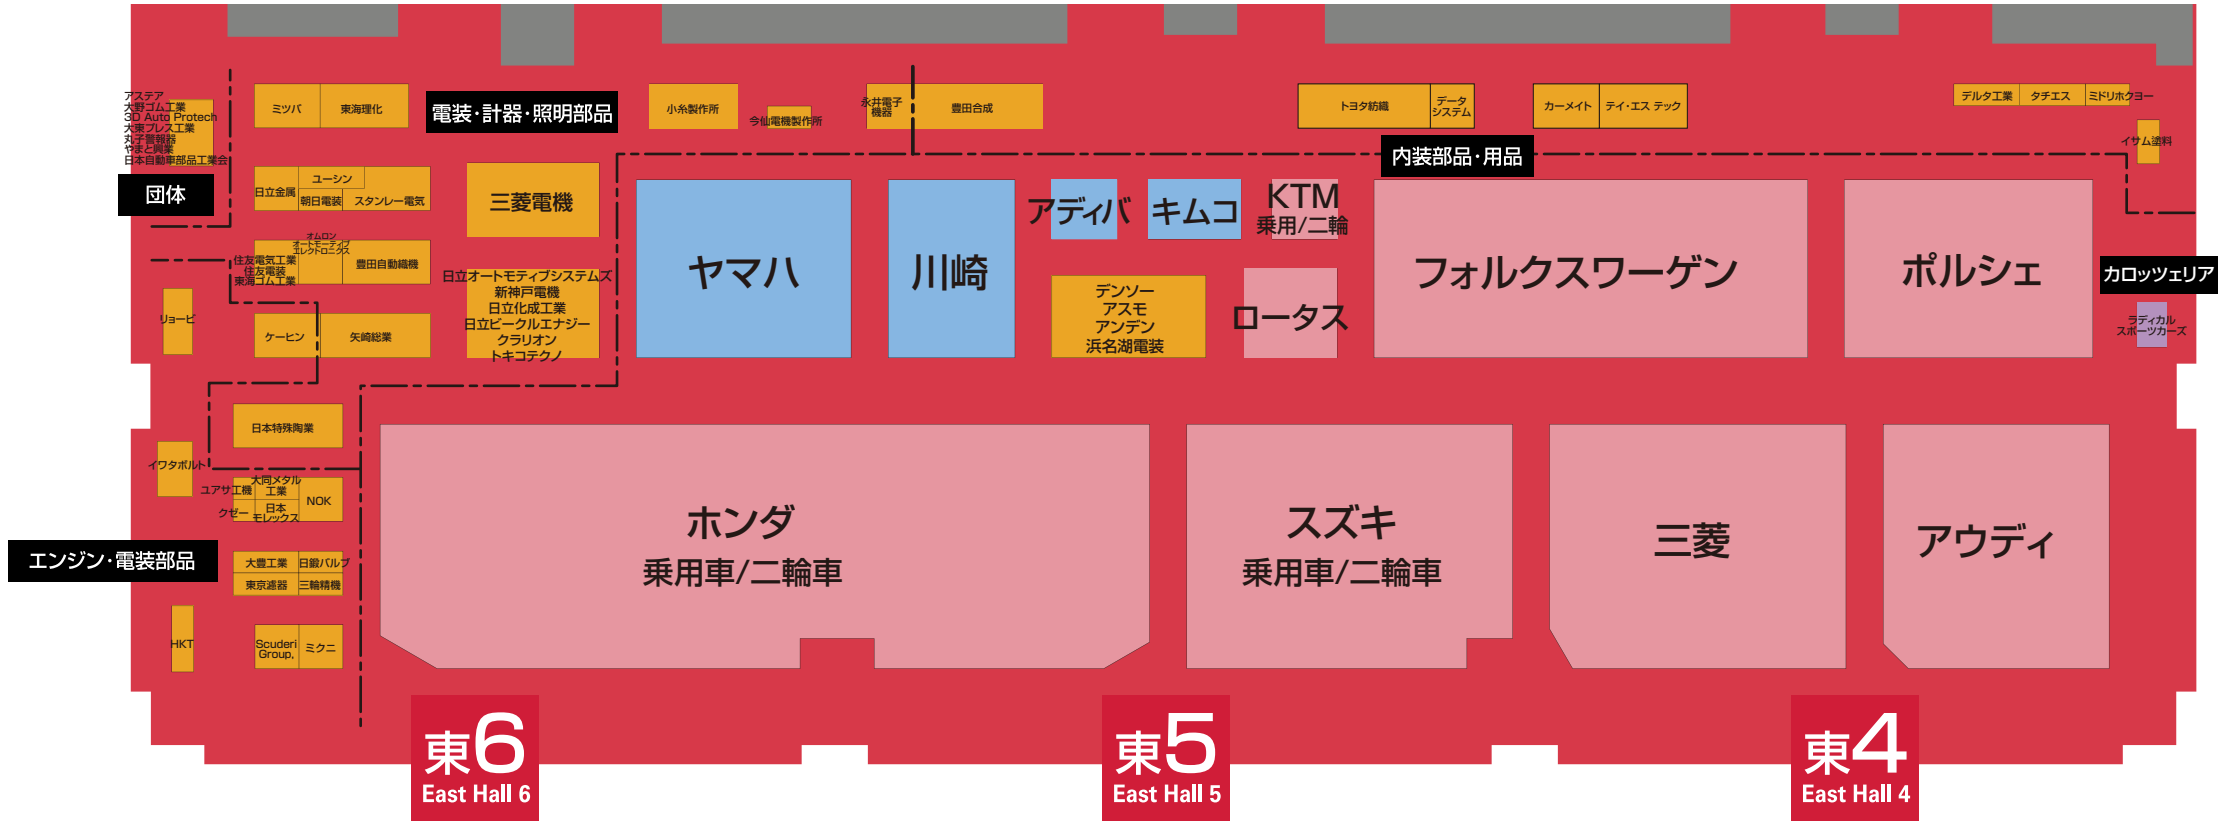 アステア
大野ゴム工業
3D Auto Protech
大東プレス工業
丸子警報器
やまと興業
日本自動車部品工業会
団体
ミツバ
東海理化
電装・計器・照明部品
小糸製作所
今仙電機製作所
永井電子
機器
豊田合成
トヨタ紡織
データ
システム
カーメイト
テイ・エス テック
デルタ工業
タチエス
ミドリホクヨー
イサム塗料
内装部品・用品
日立金属
ユーシン
朝日電装
スタンレー電気
三菱電機
オムロン
オートモーティブ
エレクトロニクス
住友電気工業
住友電装
東海ゴム工業
豊田自動織機
日立オートモティブシステムズ
新神戸電機
日立化成工業
日立ビークルエナジー
クラリオン
トキコテクノ
リョービ
ケーヒン
矢崎総業
ヤマハ
川崎
アディバ
キムコ
KTM
乗用/二輪
デンソー
アスモ
アンデン
浜名湖電装
ロータス
フォルクスワーゲン
ポルシェ
カロッツェリア
ラディカル
スポーツカーズ
日本特殊陶業
イワタボルト
ユアサ工機
大同メタル
工業
クゼー
日本
モレックス
NOK
エンジン・電装部品
大豊工業
日鍛バルブ
東京濾器
三輪精機
HKT
Scuderi
Group,
ミクニ
ホンダ
乗用車/二輪車
スズキ
乗用車/二輪車
三菱
アウディ
東6
East Hall 6
東5
East Hall 5
東4
East Hall 4